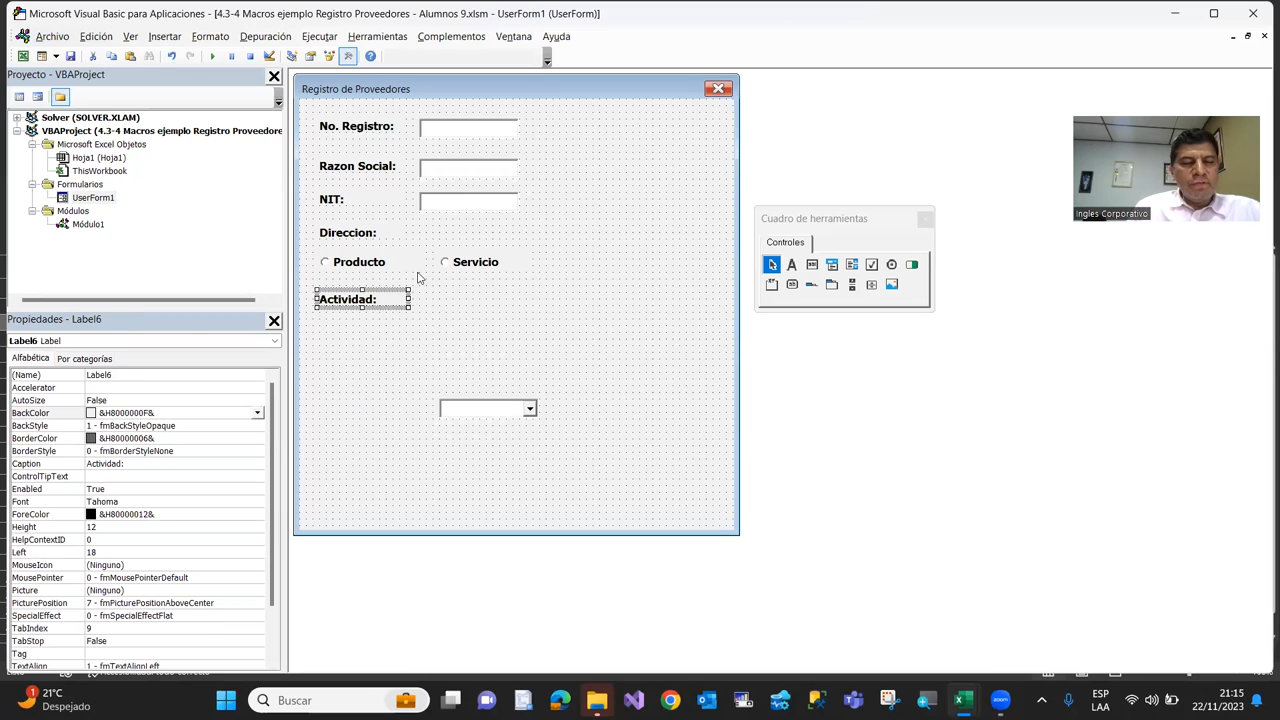 Microsoft Visual Basic para Aplicaciones - [4.3-4 Macros ejemplo Registro Proveedores - Alumnos 9.xlsm - UserForm1 (UserForm)]
Archivo Edición Ver Insertar Formato Depuración Ejecutar Herramientas Complementos Ventana Ayuda
Proyecto - VBAProject
Solver (SOLVER.XLAM)
VBAProject (4.3-4 Macros ejemplo Registro Proveedore
Microsoft Excel Objetos
Hoja1 (Hoja1)
ThisWorkbook
Formularios
UserForm1
Módulos
Módulo1
Propiedades - Label6
Label6 Label
Alfabética Por categorías
(Name) Label6
Accelerator
AutoSize False
BackColor &H8000000F&
BackStyle 1 - fmBackStyleOpaque
BorderColor &H80000006&
BorderStyle 0 - fmBorderStyleNone
Caption Actividad:
ControlTipText
Enabled True
Font Tahoma
ForeColor &H80000012&
Height 12
HelpContextID 0
Left 18
MouseIcon (Ninguno)
MousePointer 0 - fmMousePointerDefault
Picture (Ninguno)
PicturePosition 7 - fmPicturePositionAboveCenter
SpecialEffect 0 - fmSpecialEffectFlat
TabIndex 9
TabStop False
Tag
TextAlign 1 - fmTextAlignLeft
Registro de Proveedores
No. Registro:
Razon Social:
NIT:
Direccion:
Producto Servicio
Actividad:
Cuadro de herramientas
Controles
Ingles Corporativo
21°C
Despejado
Buscar
ESP
LAA
21:15
22/11/2023